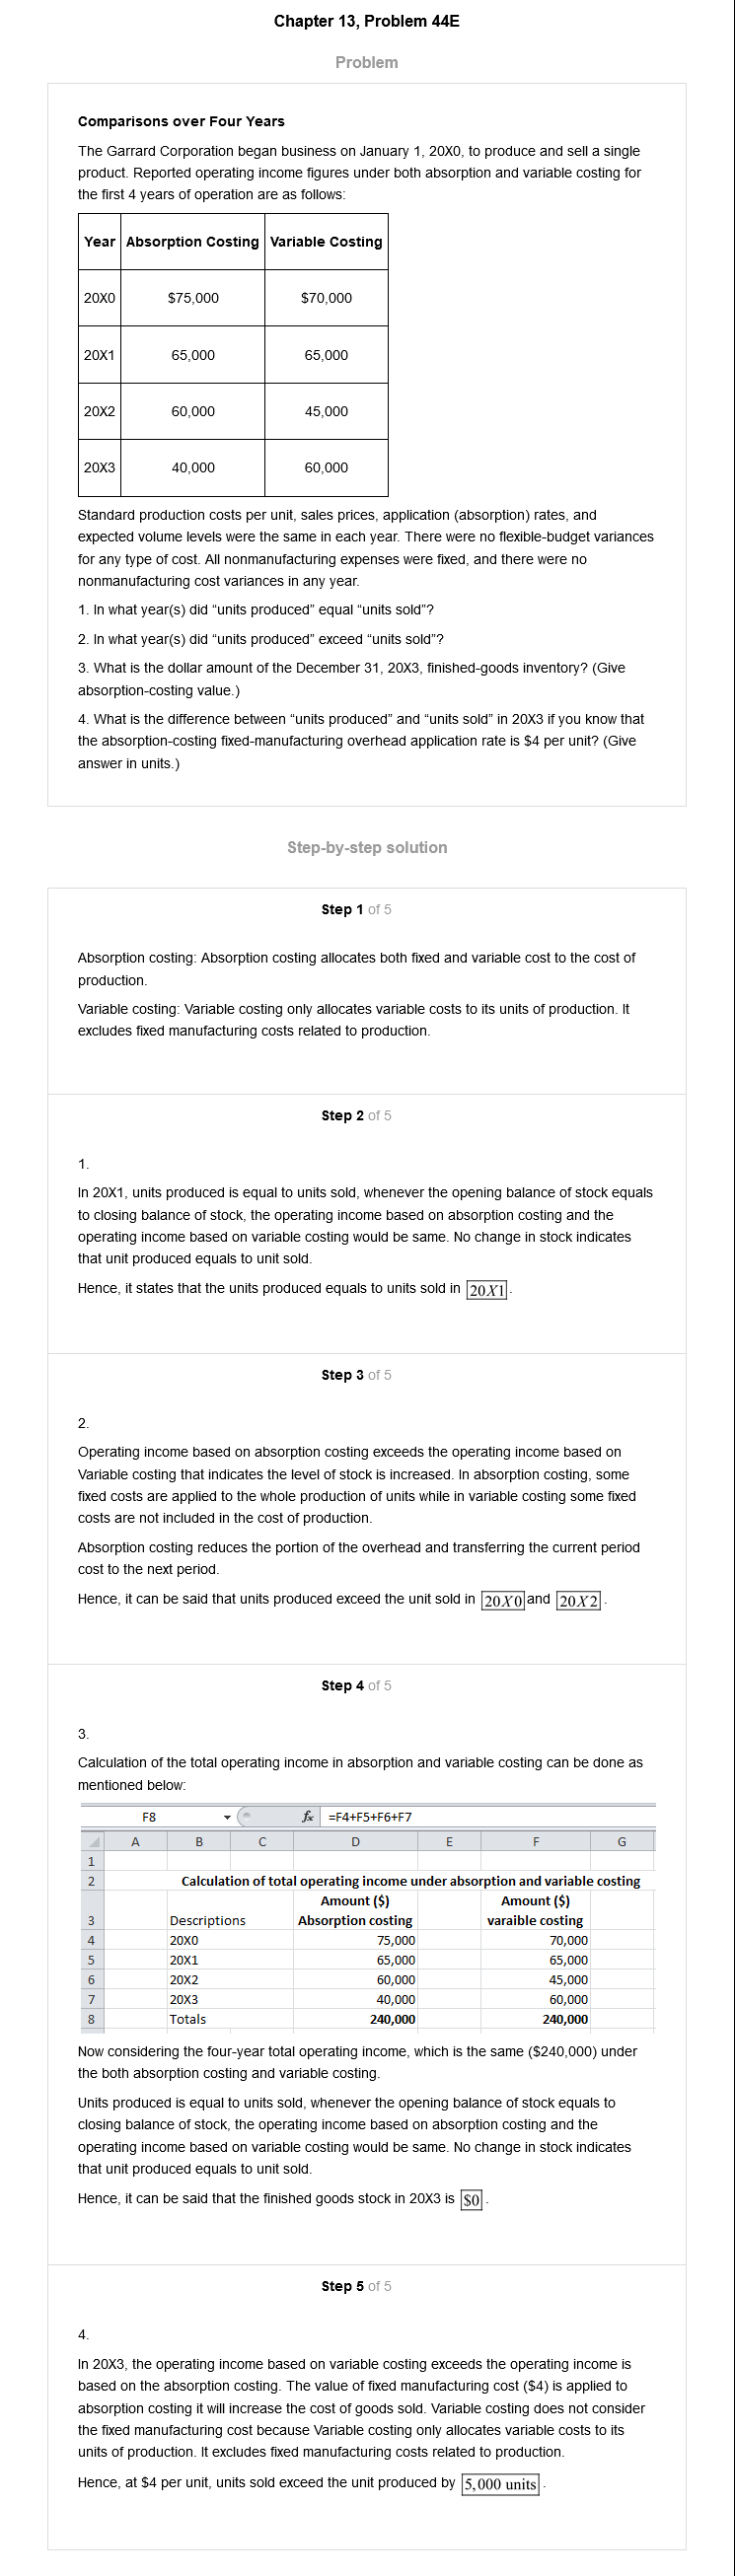 Chapter 13, Problem 44E
Problem
Comparisons over Four Years
The Garrard Corporation began business on January 1, 20X0, to produce and sell a single
product. Reported operating income figures under both absorption and variable costing for
the first 4 years of operation are as follows:
Year Absorption Costing Variable Costing
20X0 $75,000 $70,000
20X1 65,000 65,000
20X2 60,000 45,000
20X3 40,000 60,000
Standard production costs per unit, sales prices, application (absorption) rates, and
expected volume levels were the same in each year. There were no flexible-budget variances
for any type of cost. All nonmanufacturing expenses were fixed, and there were no
nonmanufacturing cost variances in any year.
1. In what year(s) did “units produced” equal “units sold”?
2. In what year(s) did “units produced” exceed “units sold”?
3. What is the dollar amount of the December 31, 20X3, finished-goods inventory? (Give
absorption-costing value.)
4. What is the difference between “units produced” and “units sold” in 20X3 if you know that
the absorption-costing fixed-manufacturing overhead application rate is $4 per unit? (Give
answer in units.)
Step-by-step solution
Step 1 of 5
Absorption costing: Absorption costing allocates both fixed and variable cost to the cost of
production.
Variable costing: Variable costing only allocates variable costs to its units of production. It
excludes fixed manufacturing costs related to production.
Step 2 of 5
1.
In 20X1, units produced is equal to units sold, whenever the opening balance of stock equals
to closing balance of stock, the operating income based on absorption costing and the
operating income based on variable costing would be same. No change in stock indicates
that unit produced equals to unit sold.
Hence, it states that the units produced equals to units sold in 20X1.
Step 3 of 5
2.
Operating income based on absorption costing exceeds the operating income based on
Variable costing that indicates the level of stock is increased. In absorption costing, some
fixed costs are applied to the whole production of units while in variable costing some fixed
costs are not included in the cost of production.
Absorption costing reduces the portion of the overhead and transferring the current period
cost to the next period.
Hence, it can be said that units produced exceed the unit sold in 20X0 and 20X2.
Step 4 of 5
3.
Calculation of the total operating income in absorption and variable costing can be done as
mentioned below:
F8 fx =F4+F5+F6+F7
A B C D E F G
1
2 Calculation of total operating income under absorption and variable costing
Amount ($) Amount ($)
3 Descriptions Absorption costing varaible costing
4 20X0 75,000 70,000
5 20X1 65,000 65,000
6 20X2 60,000 45,000
7 20X3 40,000 60,000
8 Totals 240,000 240,000
Now considering the four-year total operating income, which is the same ($240,000) under
the both absorption costing and variable costing.
Units produced is equal to units sold, whenever the opening balance of stock equals to
closing balance of stock, the operating income based on absorption costing and the
operating income based on variable costing would be same. No change in stock indicates
that unit produced equals to unit sold.
Hence, it can be said that the finished goods stock in 20X3 is $0.
Step 5 of 5
4.
In 20X3, the operating income based on variable costing exceeds the operating income is
based on the absorption costing. The value of fixed manufacturing cost ($4) is applied to
absorption costing it will increase the cost of goods sold. Variable costing does not consider
the fixed manufacturing cost because Variable costing only allocates variable costs to its
units of production. It excludes fixed manufacturing costs related to production.
Hence, at $4 per unit, units sold exceed the unit produced by 5,000 units.